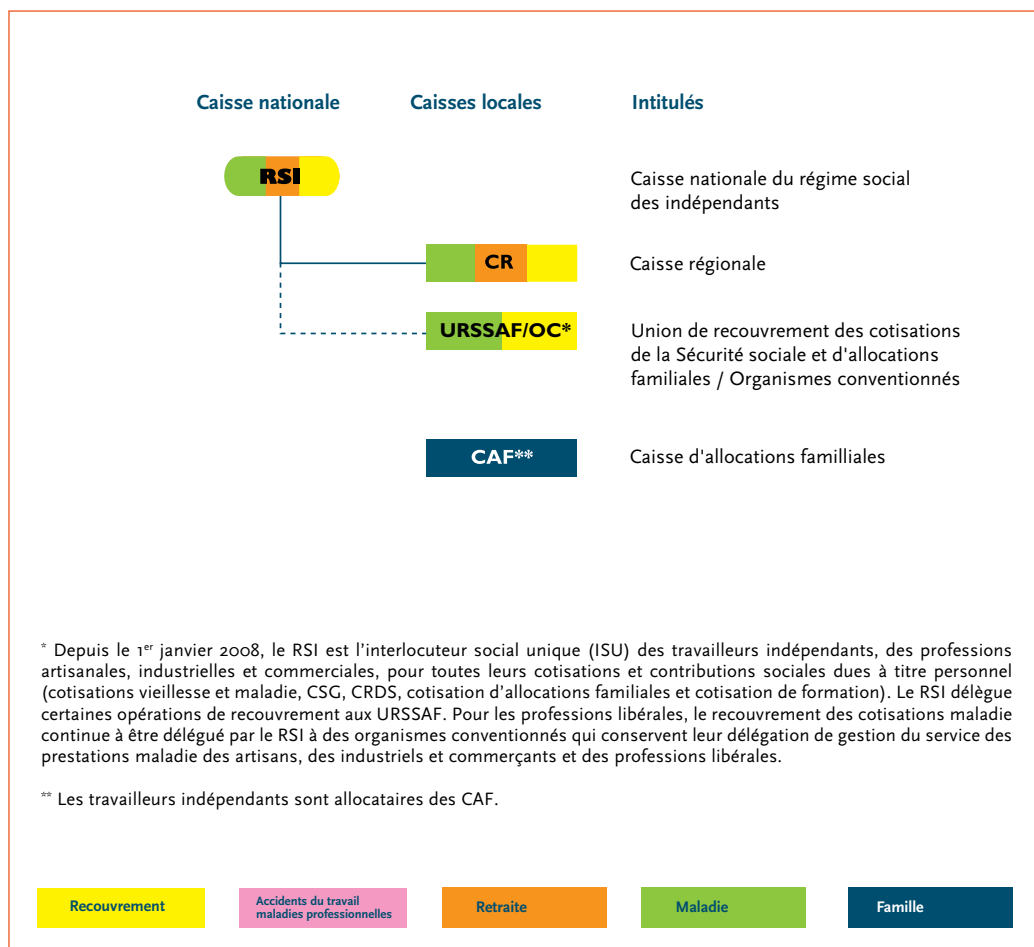 Caisse nationale
Caisses locales
Intitulés
RSI
Caisse nationale du régime social
des indépendants
CR
Caisse régionale
URSSAF/OC*
Union de recouvrement des cotisations
de la Sécurité sociale et d'allocations
familiales / Organismes conventionnés
CAF**
Caisse d'allocations familliales
* Depuis le 1er janvier 2008, le RSI est l’interlocuteur social unique (ISU) des travailleurs indépendants, des professions
artisanales, industrielles et commerciales, pour toutes leurs cotisations et contributions sociales dues à titre personnel
(cotisations vieillesse et maladie, CSG, CRDS, cotisation d’allocations familiales et cotisation de formation). Le RSI délègue
certaines opérations de recouvrement aux URSSAF. Pour les professions libérales, le recouvrement des cotisations maladie
continue à être délégué par le RSI à des organismes conventionnés qui conservent leur délégation de gestion du service des
prestations maladie des artisans, des industriels et commerçants et des professions libérales.
** Les travailleurs indépendants sont allocataires des CAF.
Recouvrement
Accidents du travail
maladies professionnelles
Retraite
Maladie
Famille